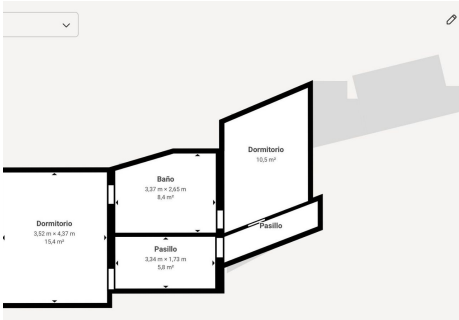 Dormitorio
10,5 m²
Baño
3,37 m × 2,65 m
8,4 m²
Dormitorio
3,52 m × 4,37 m
15,4 m²
Pasillo
Pasillo
3,34 m × 1,73 m
5,8 m²